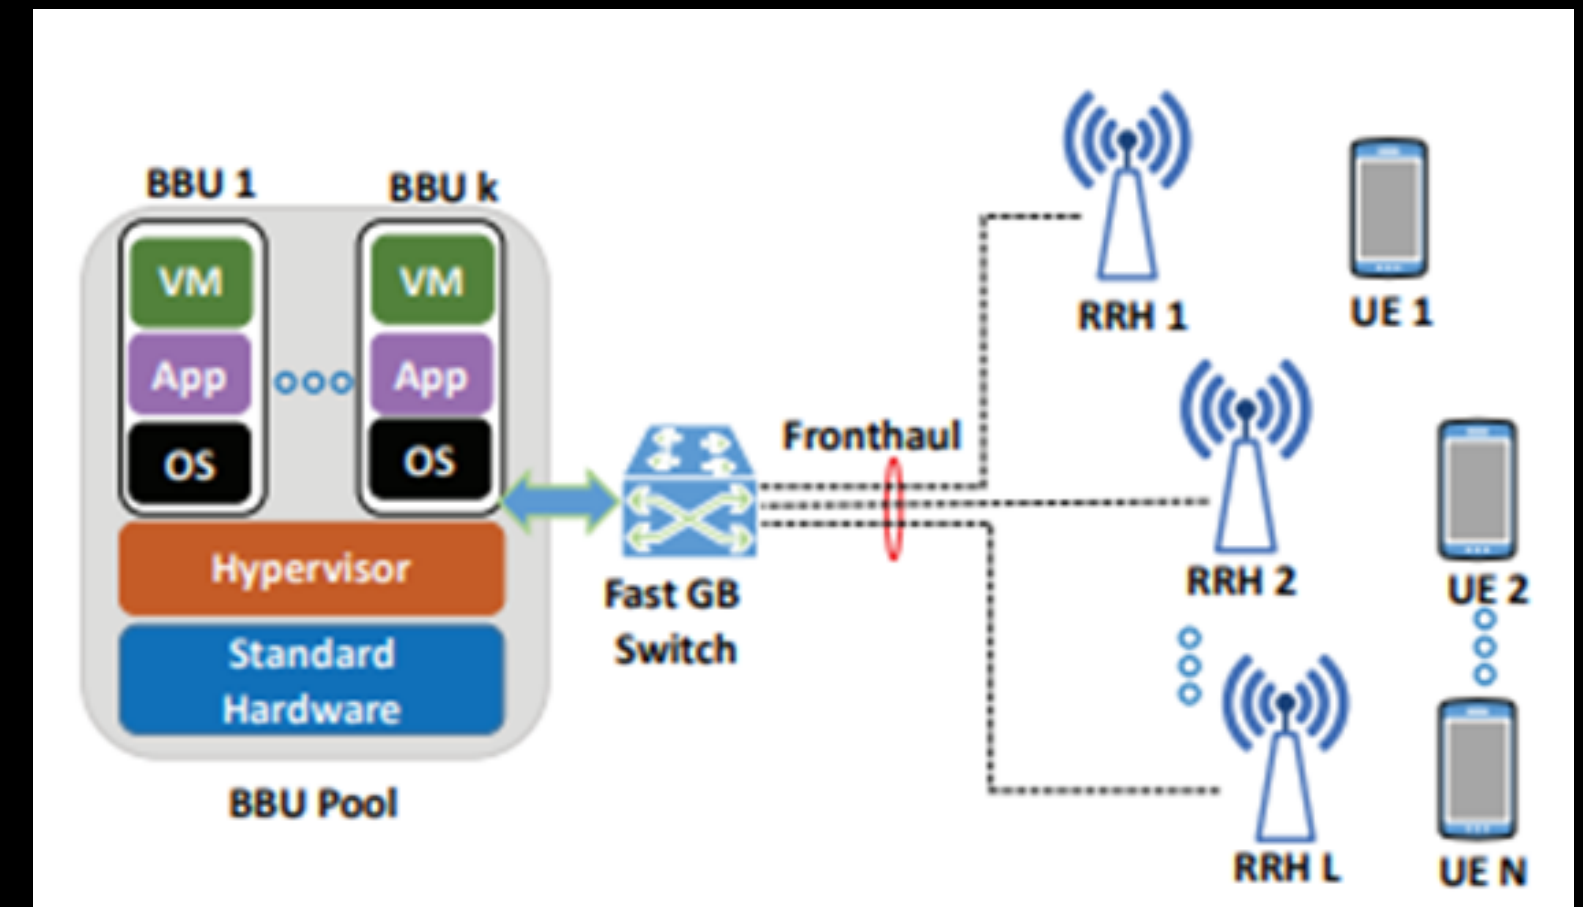 BBU 1
BBU k
VM
VM
App
App
OS
OS
Hypervisor
Standard
Hardware
BBU Pool
Fast GB
Switch
Fronthaul
RRH 1
UE 1
RRH 2
UE 2
RRH L
UE N